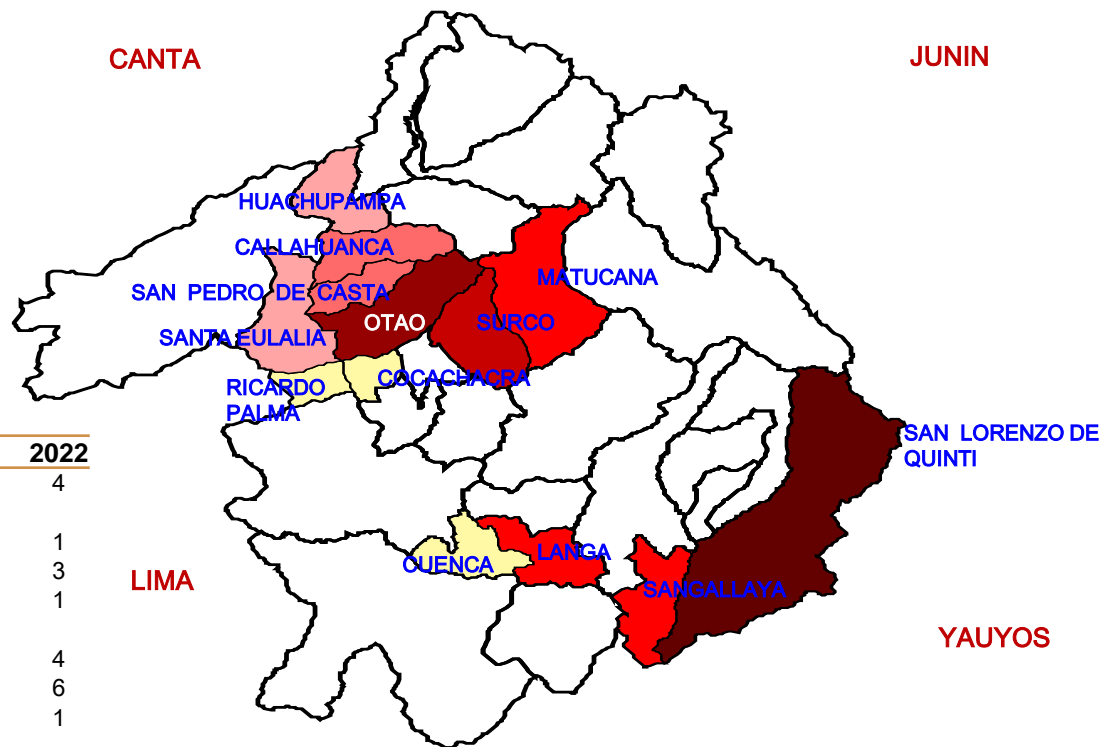 CANTA
JUNIN
HUACHUPAMPA
CALLAHUANCA
MATUCANA
SAN PEDRO DE CASTA
OTAO
SURCO
SANTA EULALIA
COCACHACRA
RICARDO
PALMA
SAN LORENZO DE
QUINTI
2022
4
1
3
1
4
6
1
LANGA
CUENCA
LIMA
SANGALLAYA
YAUYOS